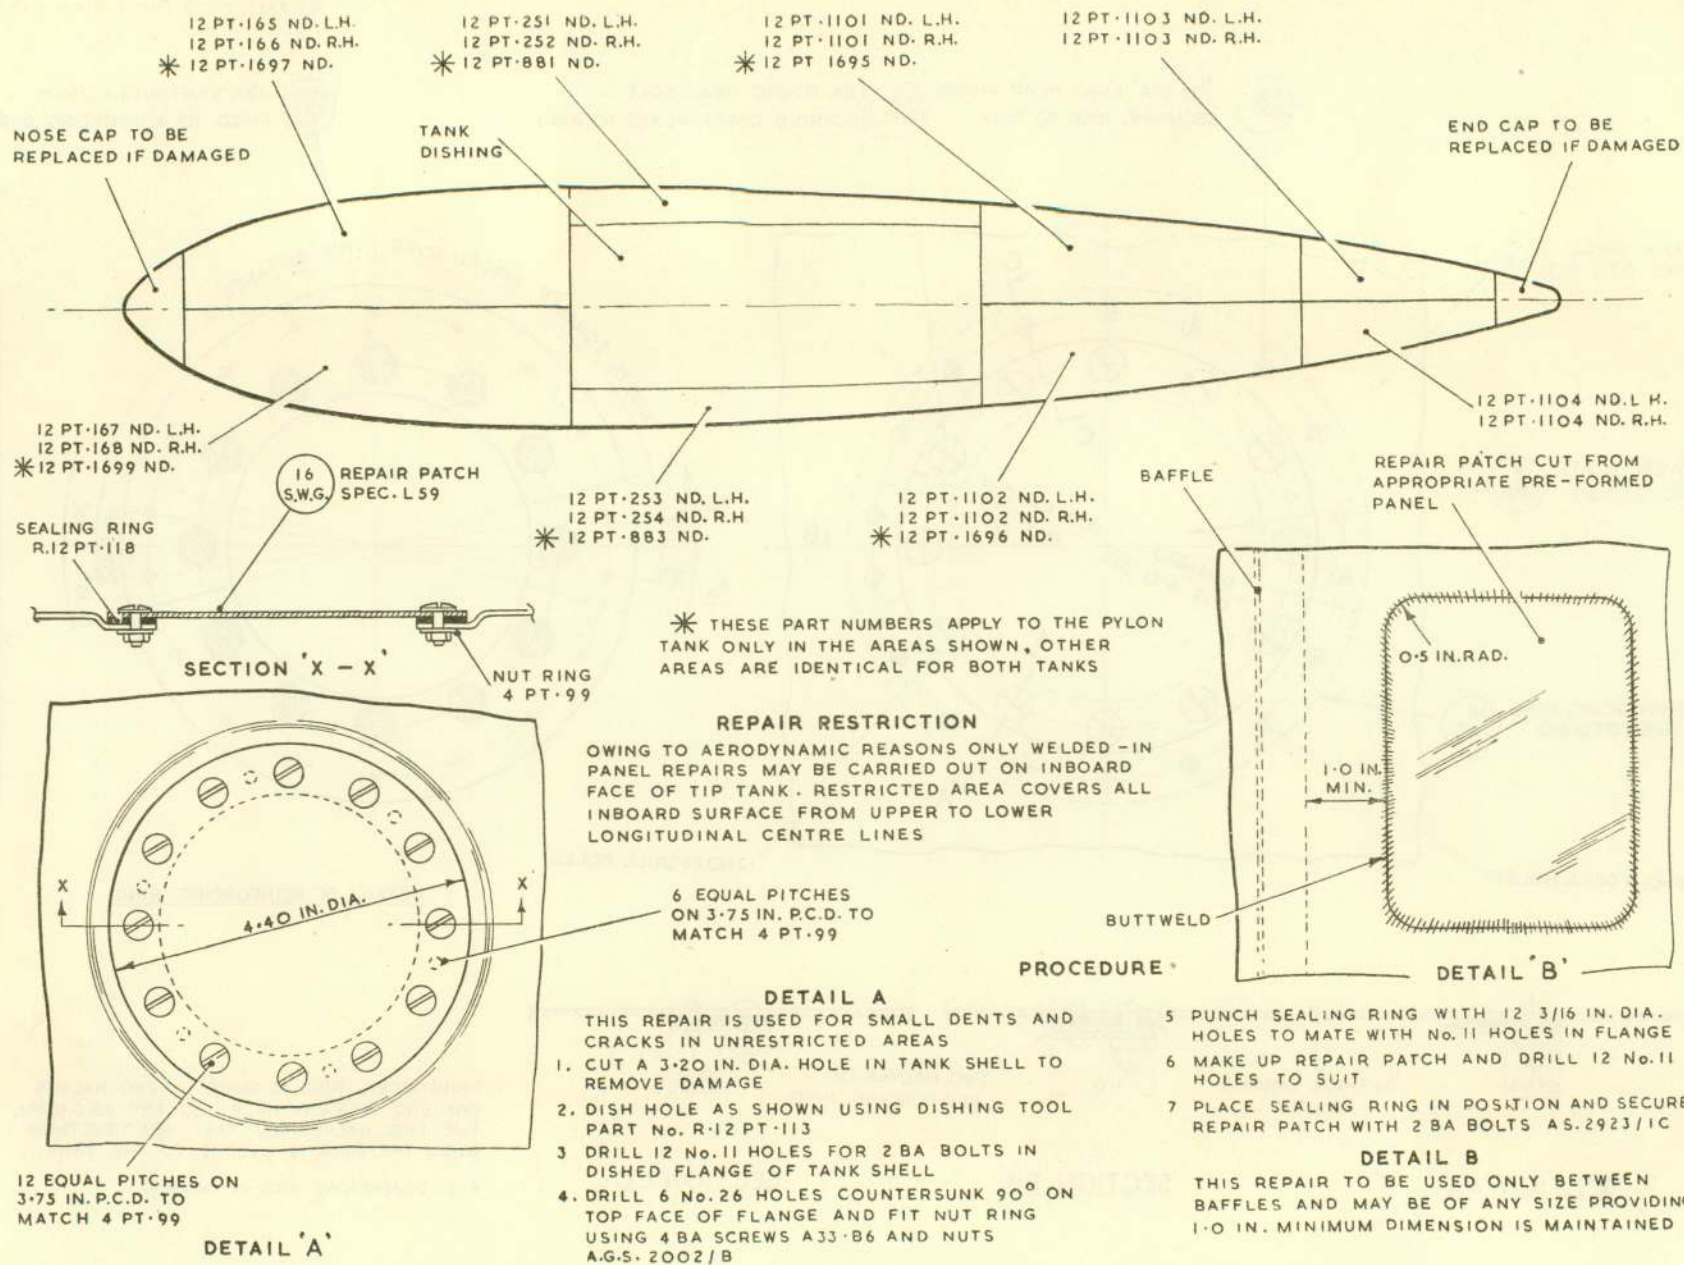 12 PT·165 ND. L.H.
12 PT·166 ND. R.H.
✳ 12 PT·1697 ND.
12 PT·251 ND. L.H.
12 PT·252 ND. R.H.
✳ 12 PT·881 ND.
12 PT·1101 ND. L.H.
12 PT·1101 ND. R.H.
✳ 12 PT 1695 ND.
12 PT·1103 ND. L.H.
12 PT·1103 ND. R.H.
NOSE CAP TO BE
REPLACED IF DAMAGED
TANK
DISHING
END CAP TO BE
REPLACED IF DAMAGED
12 PT·167 ND. L.H.
12 PT·168 ND. R.H.
✳ 12 PT·1699 ND.
12 PT·253 ND. L.H.
12 PT·254 ND. R.H
✳ 12 PT·883 ND.
12 PT·1102 ND. L.H.
12 PT·1102 ND. R.H.
✳ 12 PT·1696 ND.
12 PT·1104 ND. L H.
12 PT·1104 ND. R.H.
16
S.W.G.
REPAIR PATCH
SPEC. L 59
SEALING RING
R.12 PT·118
SECTION 'X – X'
NUT RING
4 PT·99
✳ THESE PART NUMBERS APPLY TO THE PYLON
TANK ONLY IN THE AREAS SHOWN, OTHER
AREAS ARE IDENTICAL FOR BOTH TANKS
BAFFLE
REPAIR PATCH CUT FROM
APPROPRIATE PRE-FORMED
PANEL
0·5 IN. RAD.
1·0 IN.
MIN.
BUTTWELD
DETAIL 'B'
REPAIR RESTRICTION
OWING TO AERODYNAMIC REASONS ONLY WELDED-IN
PANEL REPAIRS MAY BE CARRIED OUT ON INBOARD
FACE OF TIP TANK. RESTRICTED AREA COVERS ALL
INBOARD SURFACE FROM UPPER TO LOWER
LONGITUDINAL CENTRE LINES
X
X
4·40 IN. DIA.
6 EQUAL PITCHES
ON 3·75 IN. P.C.D. TO
MATCH 4 PT·99
12 EQUAL PITCHES ON
3·75 IN. P.C.D. TO
MATCH 4 PT·99
DETAIL 'A'
PROCEDURE
DETAIL A
THIS REPAIR IS USED FOR SMALL DENTS AND
CRACKS IN UNRESTRICTED AREAS
1. CUT A 3·20 IN. DIA. HOLE IN TANK SHELL TO
REMOVE DAMAGE
2. DISH HOLE AS SHOWN USING DISHING TOOL
PART No. R·12 PT·113
3 DRILL 12 No. 11 HOLES FOR 2 BA BOLTS IN
DISHED FLANGE OF TANK SHELL
4. DRILL 6 No. 26 HOLES COUNTERSUNK 90° ON
TOP FACE OF FLANGE AND FIT NUT RING
USING 4 BA SCREWS A33·B6 AND NUTS
A.G.S. 2002/B
5 PUNCH SEALING RING WITH 12 3/16 IN. DIA.
HOLES TO MATE WITH No. 11 HOLES IN FLANGE
6 MAKE UP REPAIR PATCH AND DRILL 12 No. 11
HOLES TO SUIT
7 PLACE SEALING RING IN POSITION AND SECURE
REPAIR PATCH WITH 2 BA BOLTS AS.2923/1C
DETAIL B
THIS REPAIR TO BE USED ONLY BETWEEN
BAFFLES AND MAY BE OF ANY SIZE PROVIDING
1·0 IN. MINIMUM DIMENSION IS MAINTAINED